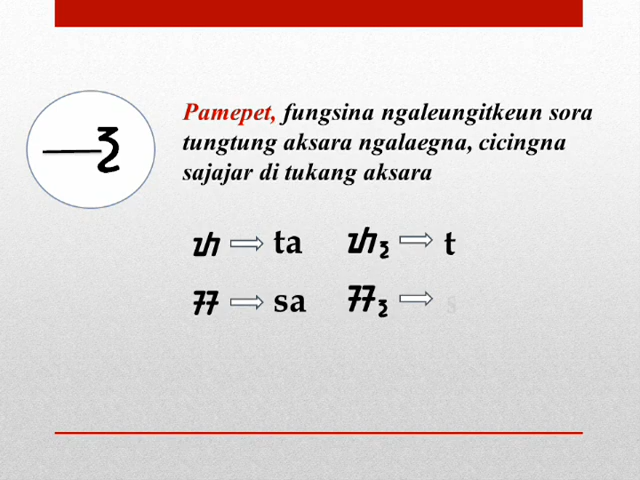 ᮪
Pamepet, fungsina ngaleungitkeun sora
tungtung aksara ngalaegna, cicingna
sajajar di tukang aksara
ᮒ ⇨ ta ᮒ᮪ ⇨ t
ᮞ ⇨ sa ᮞ᮪ ⇨ s